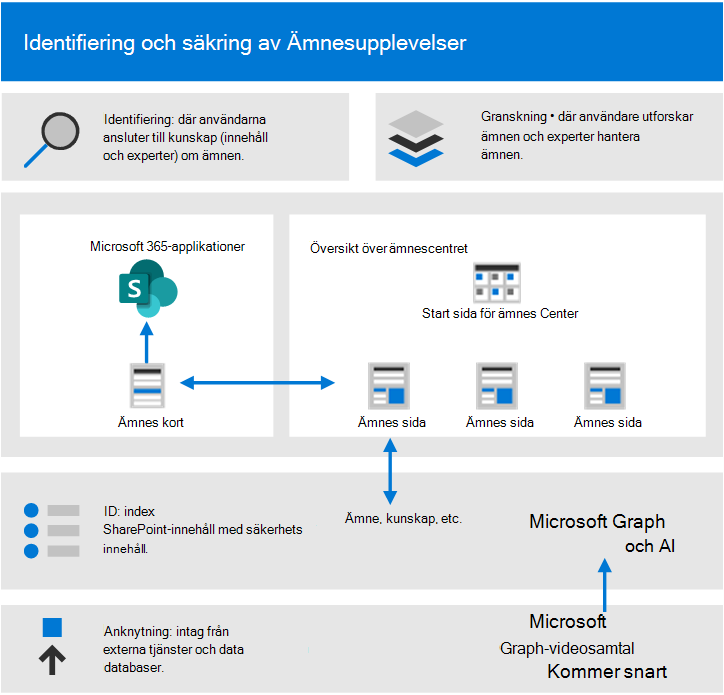 Identifiering och säkring av Ämnesupplevelser
Identifiering: där användarna
ansluter till kunskap (innehåll
och experter) om ämnen.
Granskning • där användare utforskar
ämnen och experter hantera
ämnen.
Microsoft 365-applikationer
S
Ämnes kort
Översikt över ämnescentret
Start sida för ämnes Center
Ämnes sida
Ämnes sida
Ämnes sida
ID: index
SharePoint-innehåll med säkerhets
innehåll.
Ämne, kunskap, etc.
Microsoft Graph
och AI
Anknytning: intag från
externa tjänster och data
databaser.
Microsoft
Graph-videosamtal
Kommer snart